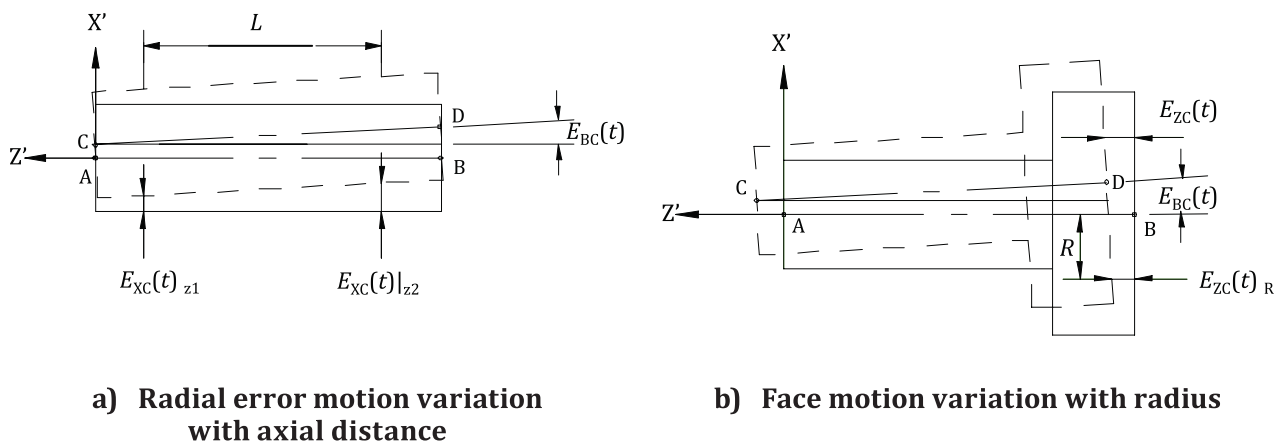 X’
L
C
D
E_BC(t)
Z’
A
B
E_XC(t) z1
E_XC(t)|z2
a) Radial error motion variation
with axial distance
X’
E_ZC(t)
C
D
E_BC(t)
Z’
A
B
R
E_ZC(t) R
b) Face motion variation with radius